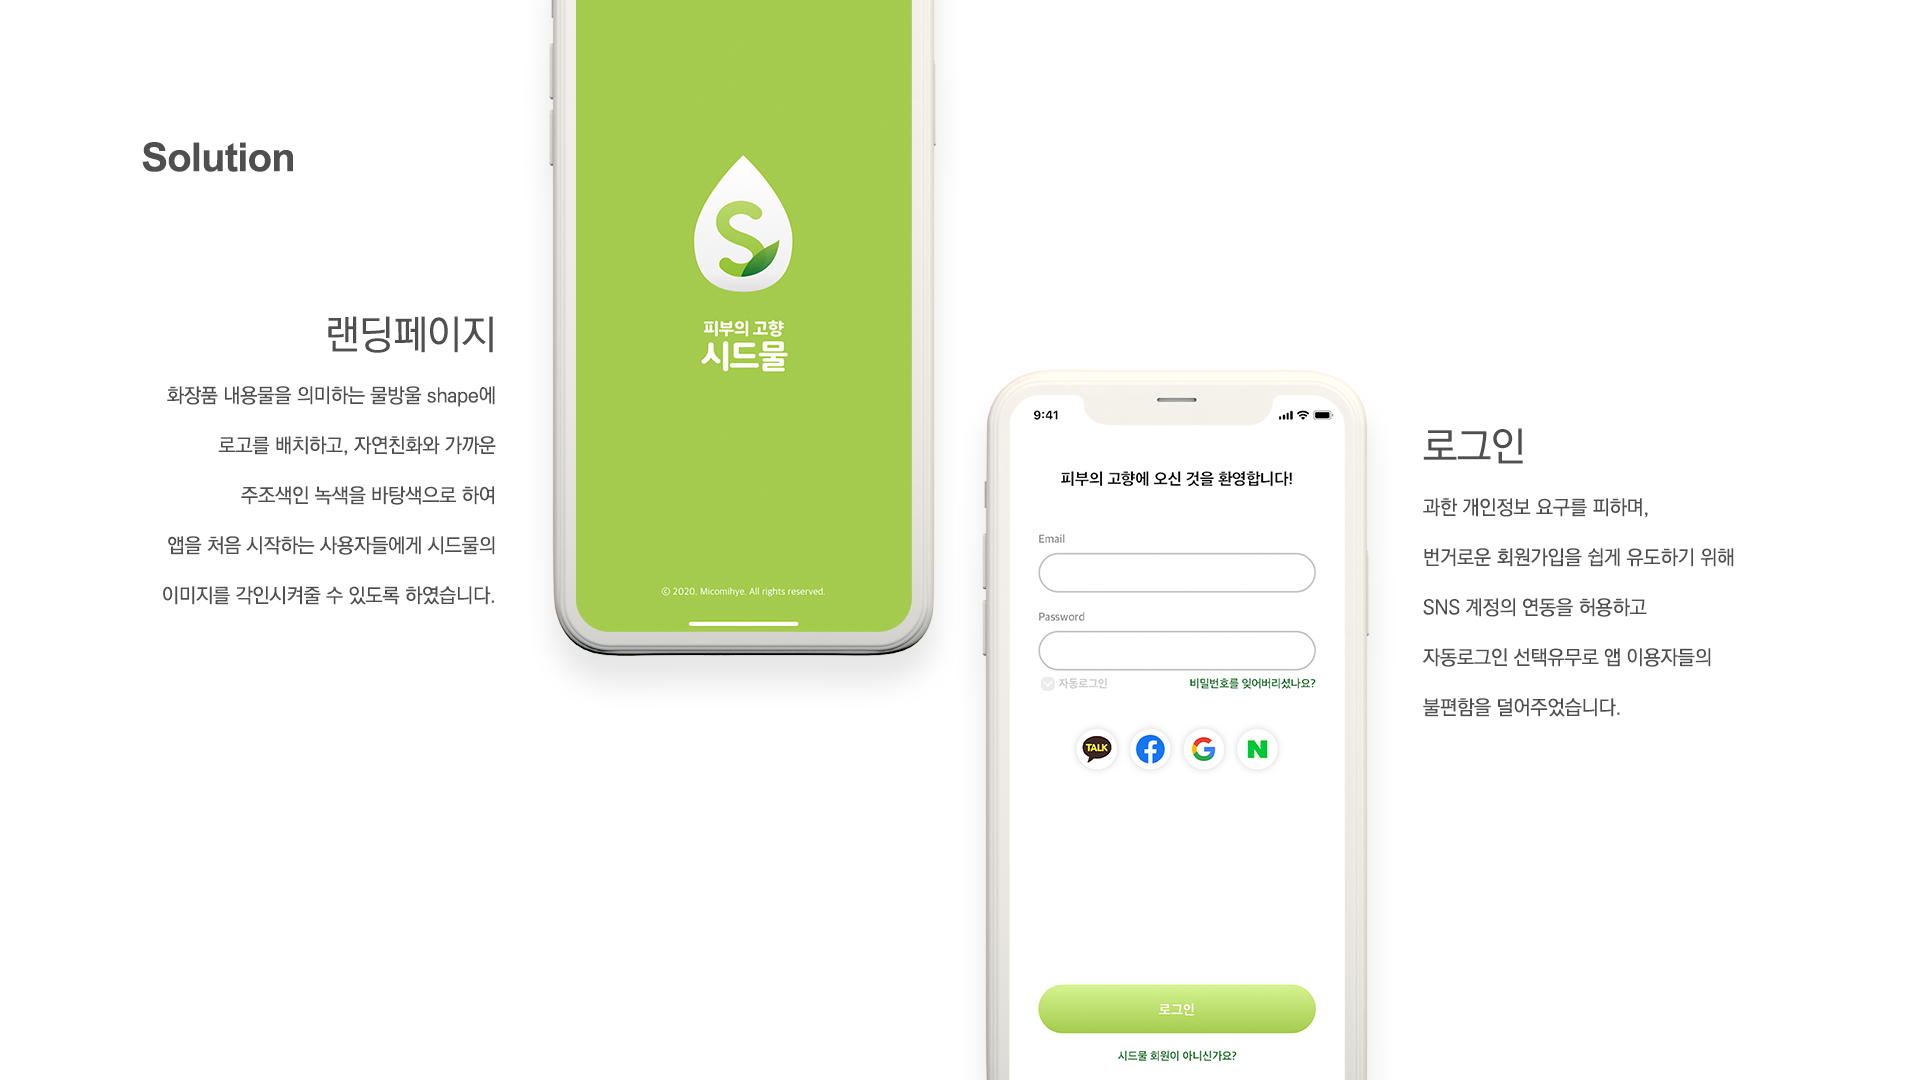 Solution
랜딩페이지
화장품 내용물을 의미하는 물방울 shape에
로고를 배치하고, 자연친화와 가까운
주조색인 녹색을 바탕색으로 하여
앱을 처음 시작하는 사용자들에게 시드물의
이미지를 각인시켜줄 수 있도록 하였습니다.
S
피부의 고향
시드물
© 2020. Micomihye. All rights reserved.
9:41
피부의 고향에 오신 것을 환영합니다!
Email
Password
자동로그인 비밀번호를 잊어버리셨나요?
TALK f G N
로그인
시드물 회원이 아니신가요?
로그인
과한 개인정보 요구를 피하며,
번거로운 회원가입을 쉽게 유도하기 위해
SNS 계정의 연동을 허용하고
자동로그인 선택유무로 앱 이용자들의
불편함을 덜어주었습니다.